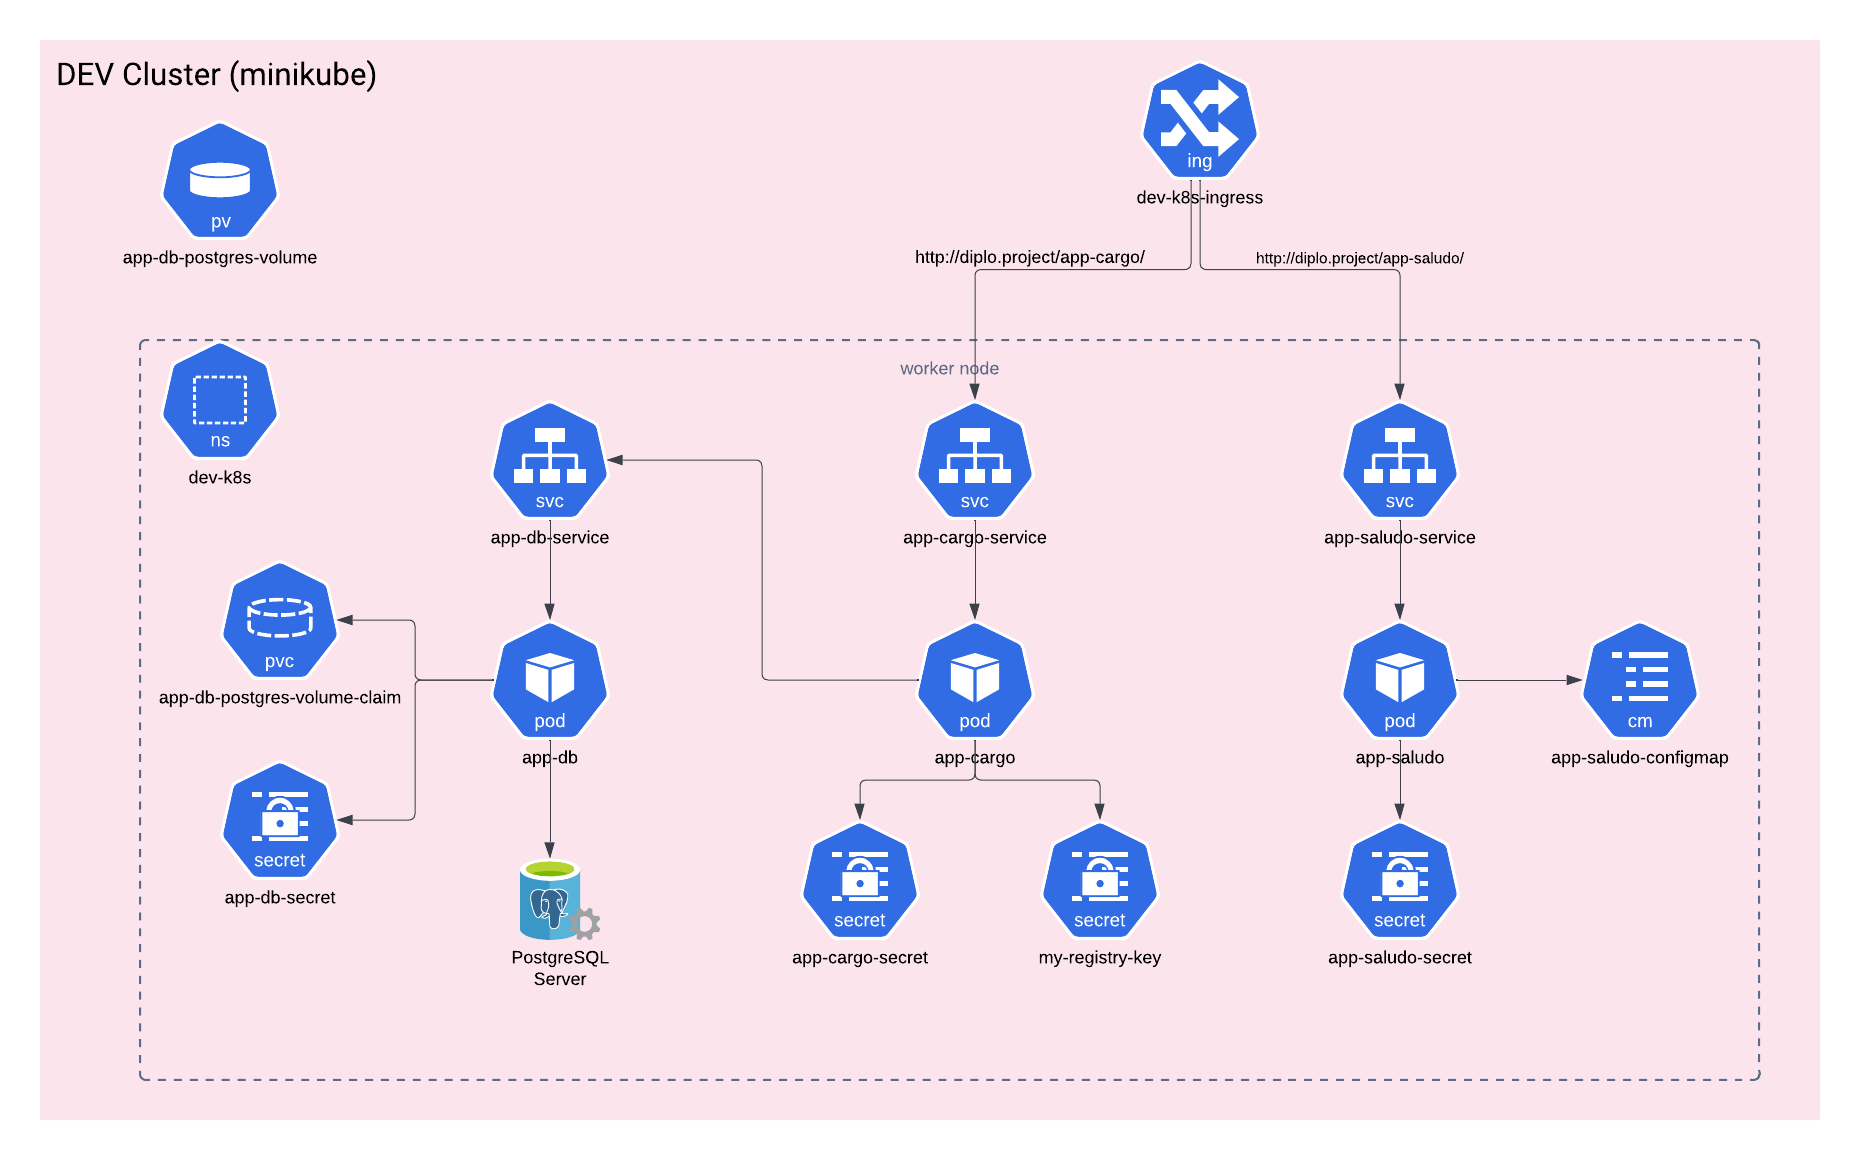 DEV Cluster (minikube)
ing
dev-k8s-ingress
pv
app-db-postgres-volume
http://diplo.project/app-cargo/
http://diplo.project/app-saludo/
worker node
ns
dev-k8s
svc
app-db-service
svc
app-cargo-service
svc
app-saludo-service
pvc
app-db-postgres-volume-claim
pod
app-db
pod
app-cargo
pod
app-saludo
cm
app-saludo-configmap
secret
app-db-secret
PostgreSQL
Server
secret
app-cargo-secret
secret
my-registry-key
secret
app-saludo-secret